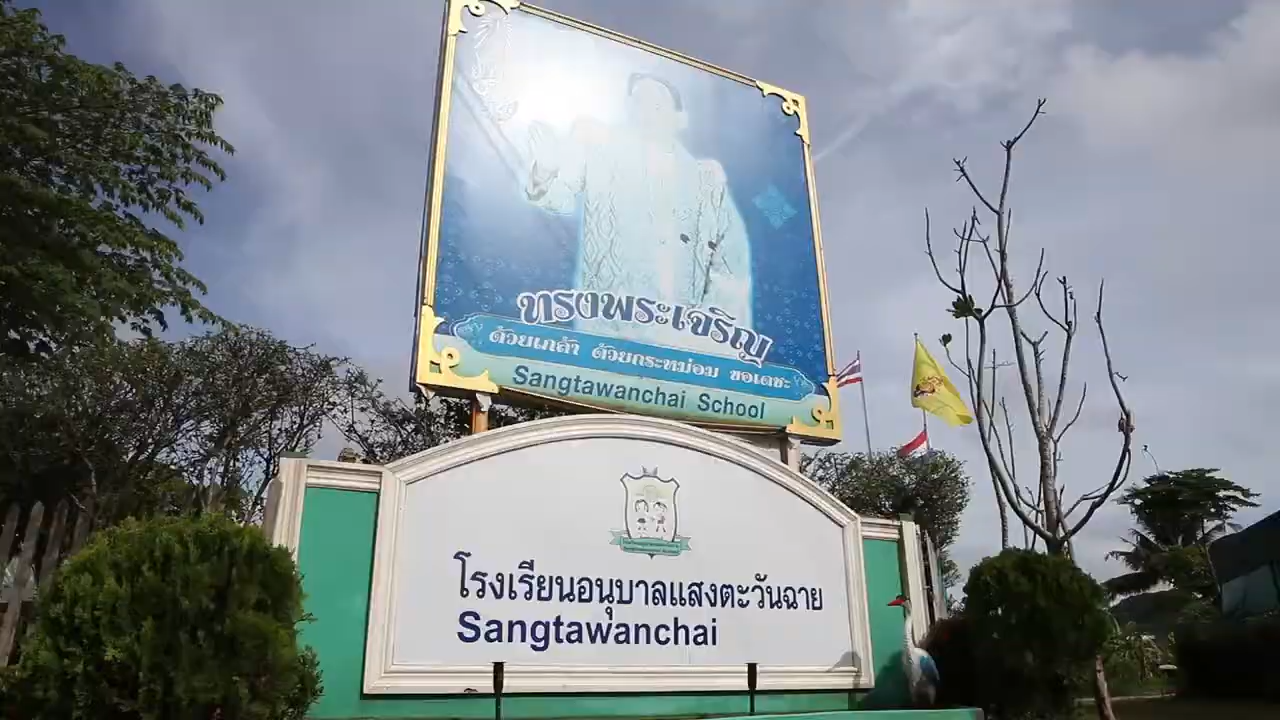 ทรงพระเจริญ
ด้วยเกล้า ด้วยกระหม่อม ขอเดชะ
Sangtawanchai School
โรงเรียนอนุบาลแสงตะวันฉาย
Sangtawanchai